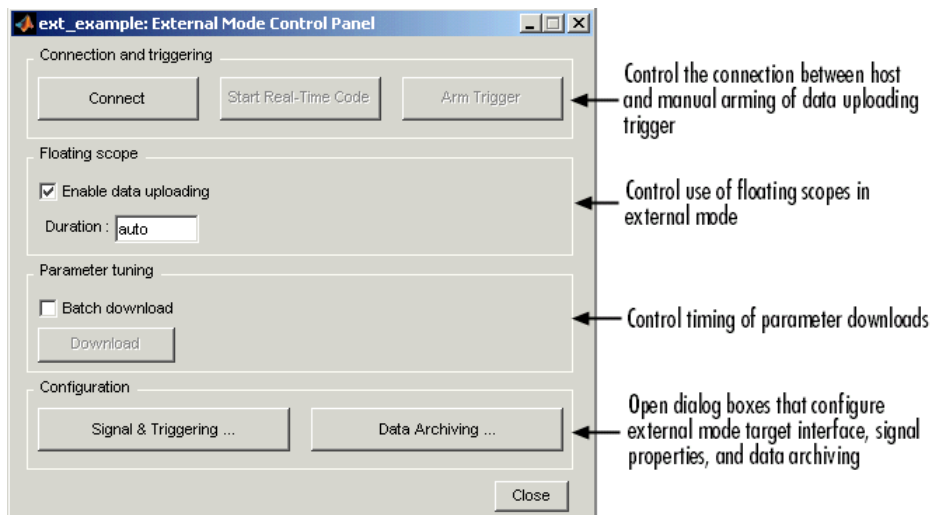 ext_example: External Mode Control Panel
Connection and triggering
Connect
Start Real-Time Code
Arm Trigger
Control the connection between host
and manual arming of data uploading
trigger
Floating scope
Enable data uploading
Duration : auto
Control use of floating scopes in
external mode
Parameter tuning
Batch download
Download
Control timing of parameter downloads
Configuration
Signal & Triggering ...
Data Archiving ...
Open dialog boxes that configure
external mode target interface, signal
properties, and data archiving
Close